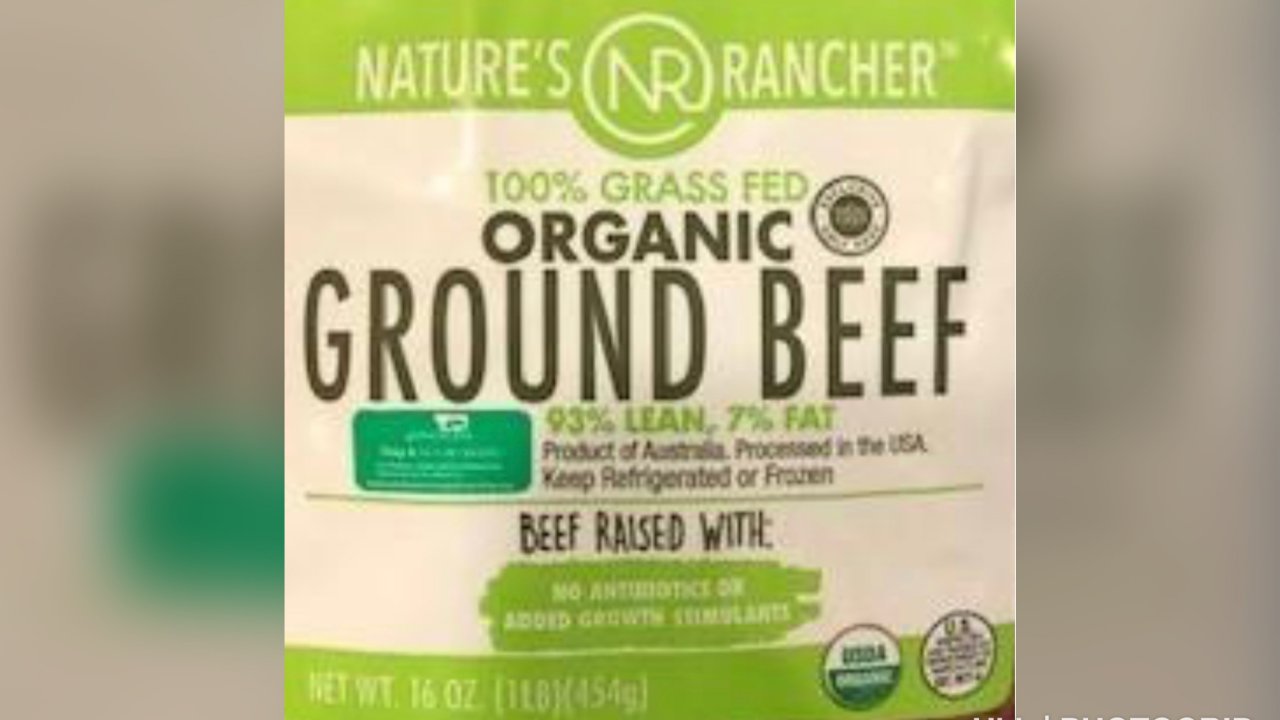 NATURE'S NR RANCHER™
100% GRASS FED
ORGANIC
GROUND BEEF
93% LEAN, 7% FAT
Product of Australia. Processed in the USA.
Keep Refrigerated or Frozen
BEEF RAISED WITH:
NO ANTIBIOTICS OR
ADDED GROWTH STIMULANTS
USDA
ORGANIC
U.S.
NET WT. 16 OZ. (1LB)(454g)